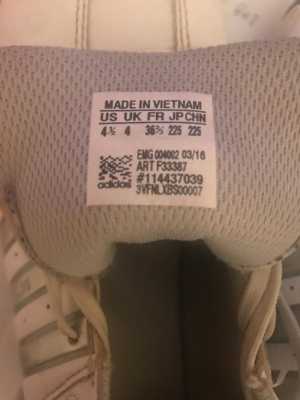 MADE IN VIETNAM
US UK FR JP CHN
4½ 4 36⅔ 225 225
EMG 004002 03/16
ART F33387
#114437039
adidas 3VFNLXBS00007